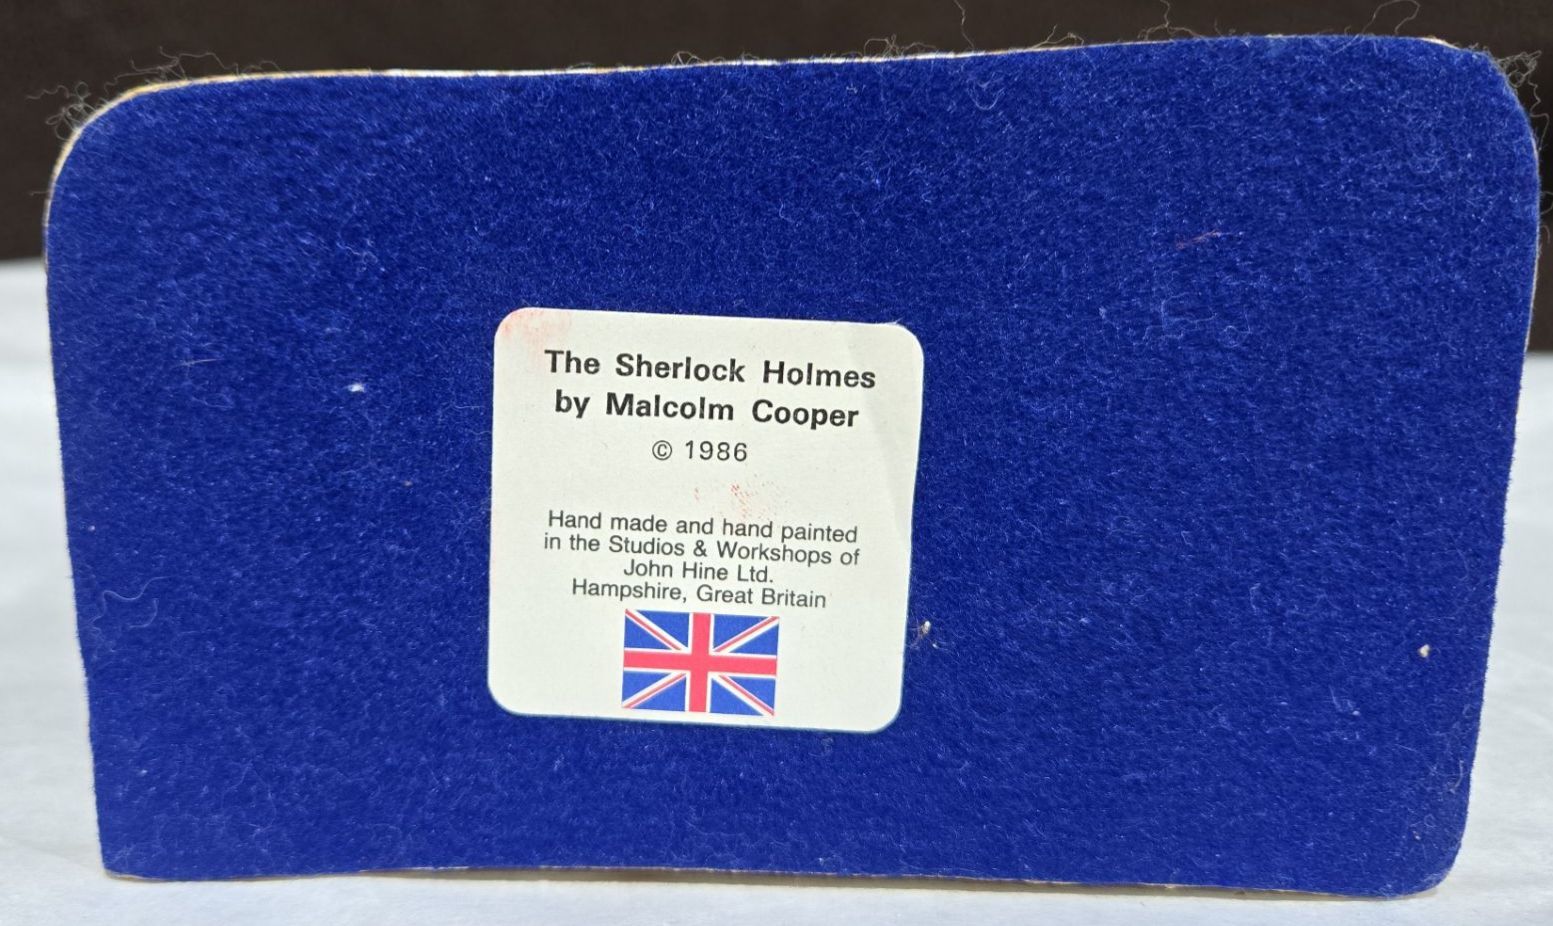 The Sherlock Holmes
by Malcolm Cooper
© 1986
Hand made and hand painted
in the Studios & Workshops of
John Hine Ltd.
Hampshire, Great Britain